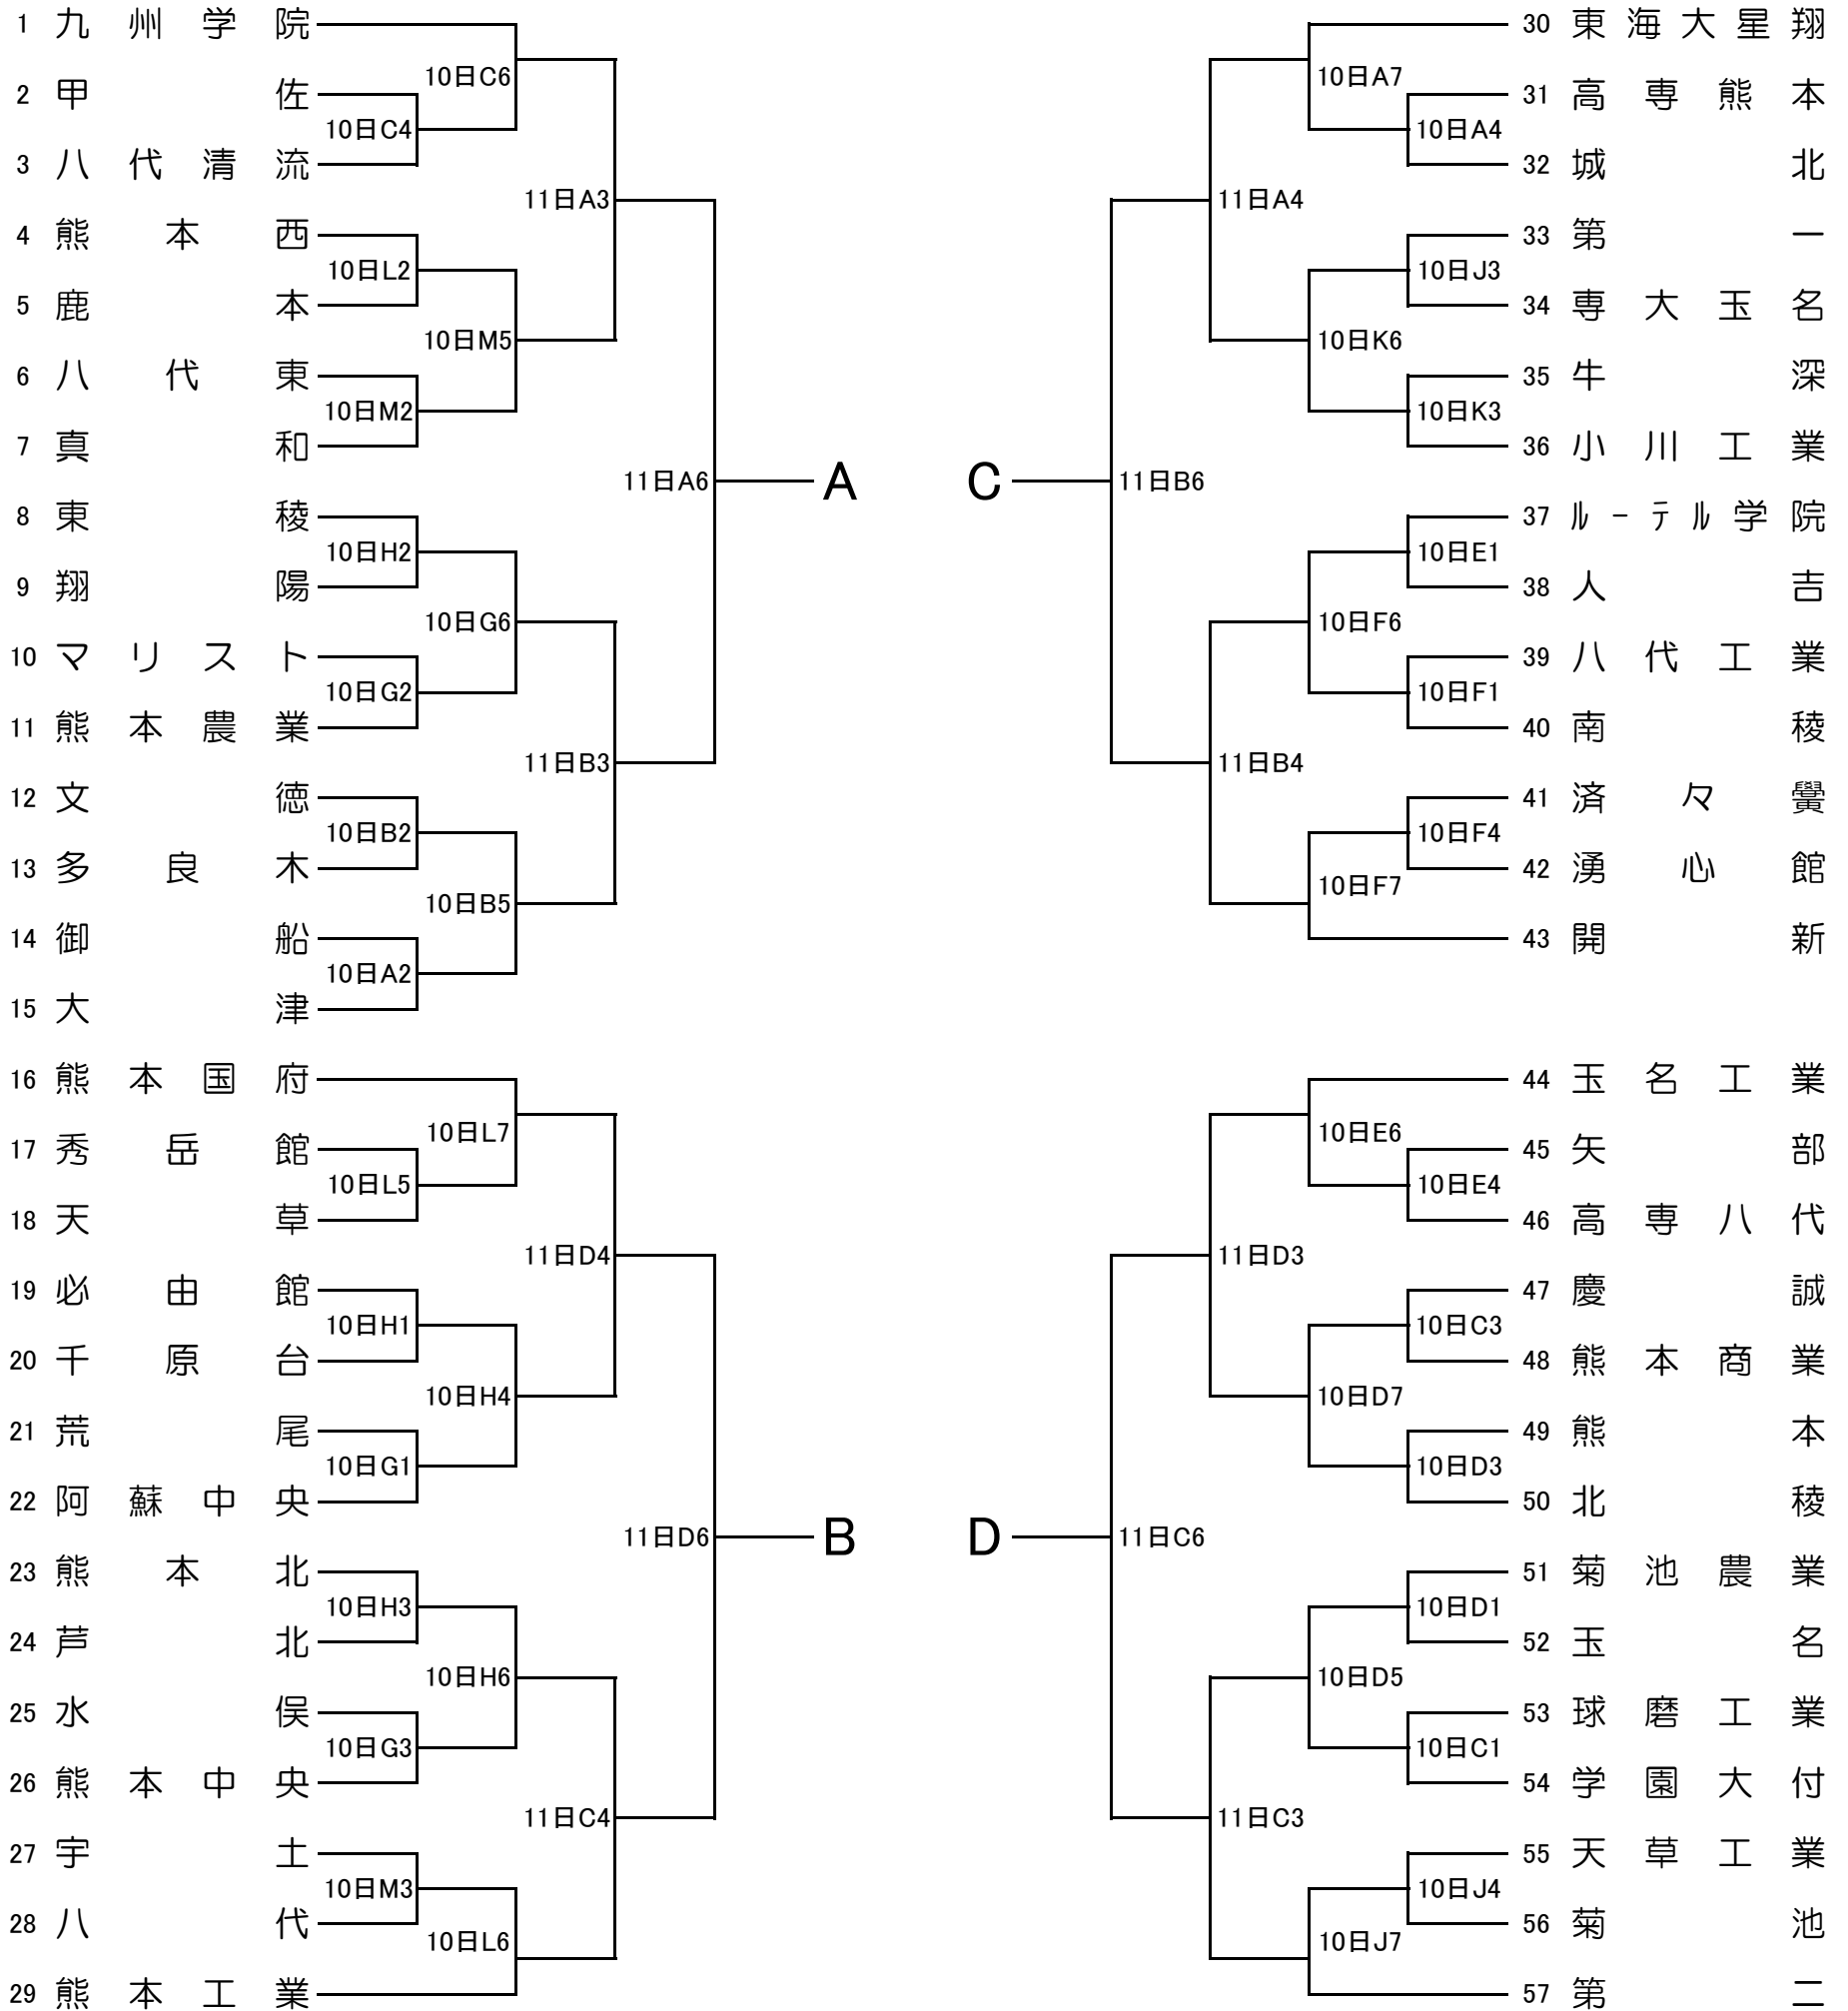 1 九州学院
10日C6
2 甲佐
10日C4
3 八代清流
11日A3
4 熊本西
10日L2
5 鹿本
10日M5
6 八代東
10日M2
7 真和
11日A6
A
8 東稜
10日H2
9 翔陽
10日G6
10 マリスト
10日G2
11 熊本農業
11日B3
12 文徳
10日B2
13 多良木
10日B5
14 御船
10日A2
15 大津
16 熊本国府
10日L7
17 秀岳館
10日L5
18 天草
11日D4
19 必由館
10日H1
20 千原台
10日H4
21 荒尾
10日G1
22 阿蘇中央
11日D6
B
23 熊本北
10日H3
24 芦北
10日H6
25 水俣
10日G3
26 熊本中央
11日C4
27 宇土
10日M3
28 八代
10日L6
29 熊本工業
30 東海大星翔
10日A7
31 高専熊本
10日A4
32 城北
11日A4
33 第一
10日J3
34 専大玉名
10日K6
35 牛深
10日K3
36 小川工業
C
11日B6
37 ﾙｰﾃﾙ学院
10日E1
38 人吉
10日F6
39 八代工業
10日F1
40 南稜
11日B4
41 済々黌
10日F4
42 湧心館
10日F7
43 開新
44 玉名工業
10日E6
45 矢部
10日E4
46 高専八代
11日D3
47 慶誠
10日C3
48 熊本商業
10日D7
49 熊本
10日D3
50 北稜
D
11日C6
51 菊池農業
10日D1
52 玉名
10日D5
53 球磨工業
10日C1
54 学園大付
11日C3
55 天草工業
10日J4
56 菊池
10日J7
57 第二